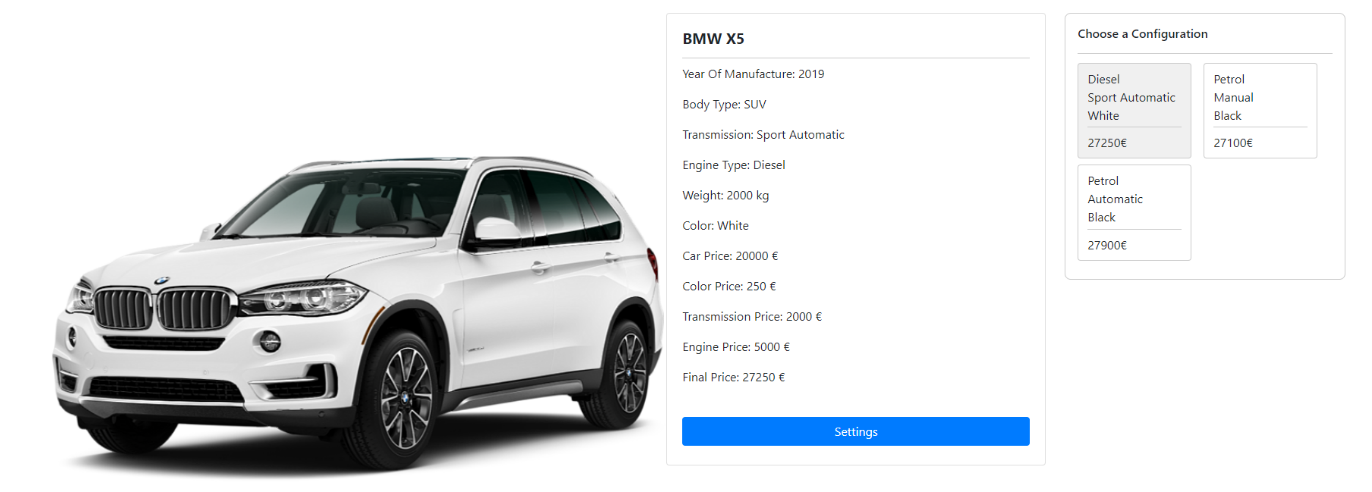 BMW X5
Year Of Manufacture: 2019
Body Type: SUV
Transmission: Sport Automatic
Engine Type: Diesel
Weight: 2000 kg
Color: White
Car Price: 20000 €
Color Price: 250 €
Transmission Price: 2000 €
Engine Price: 5000 €
Final Price: 27250 €
Settings
Choose a Configuration
Diesel
Sport Automatic
White
27250€
Petrol
Manual
Black
27100€
Petrol
Automatic
Black
27900€